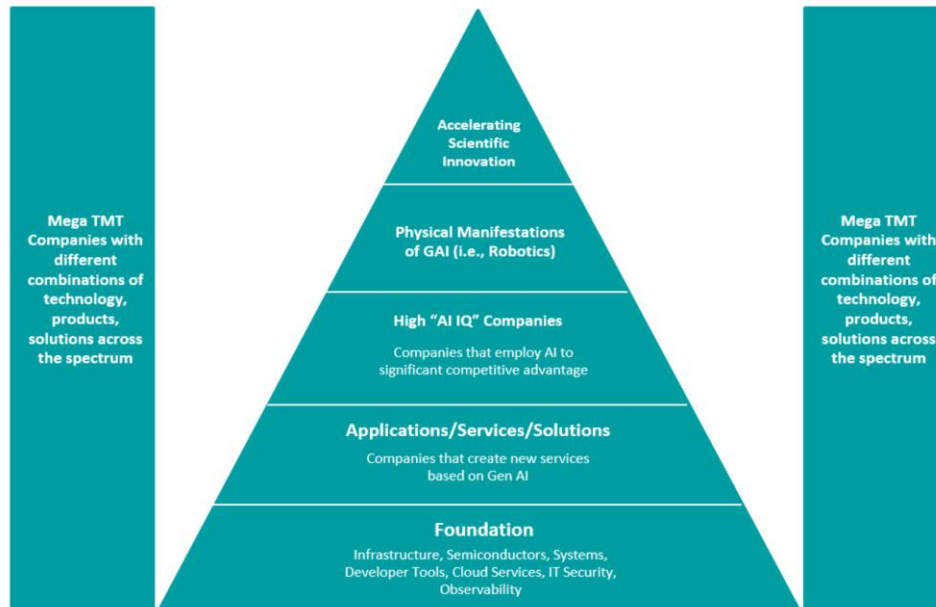 Mega TMT
Companies with
different
combinations of
technology,
products,
solutions across
the spectrum
Accelerating
Scientific
Innovation
Physical Manifestations
of GAI (i.e., Robotics)
High “AI IQ” Companies
Companies that employ AI to
significant competitive advantage
Applications/Services/Solutions
Companies that create new services
based on Gen AI
Foundation
Infrastructure, Semiconductors, Systems,
Developer Tools, Cloud Services, IT Security,
Observability
Mega TMT
Companies with
different
combinations of
technology,
products,
solutions across
the spectrum